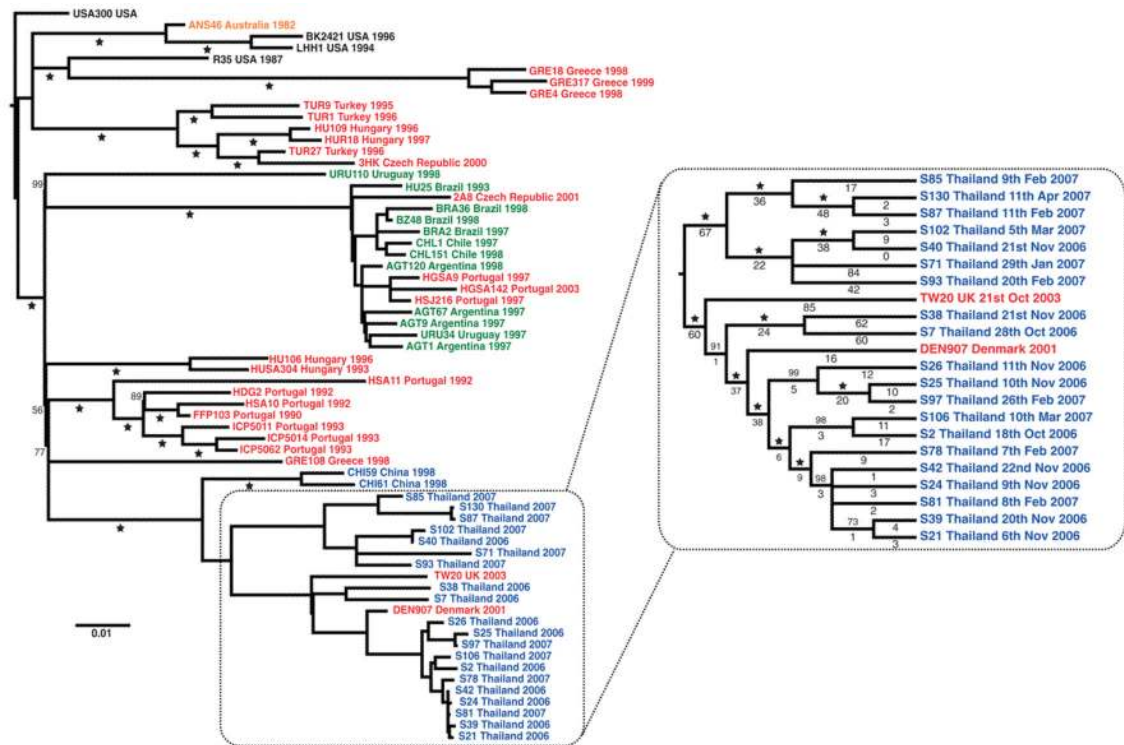 USA300 USA
ANS46 Australia 1982
BK2421 USA 1996
LHH1 USA 1994
R35 USA 1987
GRE18 Greece 1998
GRE317 Greece 1999
GRE4 Greece 1998
TUR9 Turkey 1995
TUR1 Turkey 1996
HU109 Hungary 1996
HUR18 Hungary 1997
TUR27 Turkey 1996
3HK Czech Republic 2000
99
URU110 Uruguay 1998
HU25 Brazil 1993
2A8 Czech Republic 2001
BRA36 Brazil 1998
BZ48 Brazil 1998
BRA2 Brazil 1997
CHL1 Chile 1997
CHL151 Chile 1998
AGT120 Argentina 1998
HGSA9 Portugal 1997
HGSA142 Portugal 2003
HSJ216 Portugal 1997
AGT67 Argentina 1997
AGT9 Argentina 1997
URU34 Uruguay 1997
AGT1 Argentina 1997
HU106 Hungary 1996
HUSA304 Hungary 1993
HSA11 Portugal 1992
HDG2 Portugal 1992
89
HSA10 Portugal 1992
56
FFP103 Portugal 1990
ICP5011 Portugal 1993
ICP5014 Portugal 1993
77
ICP5062 Portugal 1993
GRE108 Greece 1998
CHI59 China 1998
CHI61 China 1998
S85 Thailand 2007
S130 Thailand 2007
S87 Thailand 2007
S102 Thailand 2007
S40 Thailand 2006
S71 Thailand 2007
S93 Thailand 2007
TW20 UK 2003
S38 Thailand 2006
S7 Thailand 2006
DEN907 Denmark 2001
S26 Thailand 2006
S25 Thailand 2006
S97 Thailand 2007
S106 Thailand 2007
S2 Thailand 2006
S78 Thailand 2007
S42 Thailand 2006
S24 Thailand 2006
S81 Thailand 2007
S39 Thailand 2006
S21 Thailand 2006
0.01
S85 Thailand 9th Feb 2007
36
17
S130 Thailand 11th Apr 2007
48
2
S87 Thailand 11th Feb 2007
67
3
S102 Thailand 5th Mar 2007
38
9
S40 Thailand 21st Nov 2006
22
0
S71 Thailand 29th Jan 2007
84
S93 Thailand 20th Feb 2007
42
TW20 UK 21st Oct 2003
60
85
S38 Thailand 21st Nov 2006
24
62
S7 Thailand 28th Oct 2006
91
1
60
DEN907 Denmark 2001
37
16
S26 Thailand 11th Nov 2006
99
5
12
S25 Thailand 10th Nov 2006
20
10
S97 Thailand 26th Feb 2007
38
2
S106 Thailand 10th Mar 2007
98
3
11
S2 Thailand 18th Oct 2006
6
17
S78 Thailand 7th Feb 2007
9
9
S42 Thailand 22nd Nov 2006
98
3
1
S24 Thailand 9th Nov 2006
3
S81 Thailand 8th Feb 2007
2
S39 Thailand 20th Nov 2006
73
1
4
S21 Thailand 6th Nov 2006
3